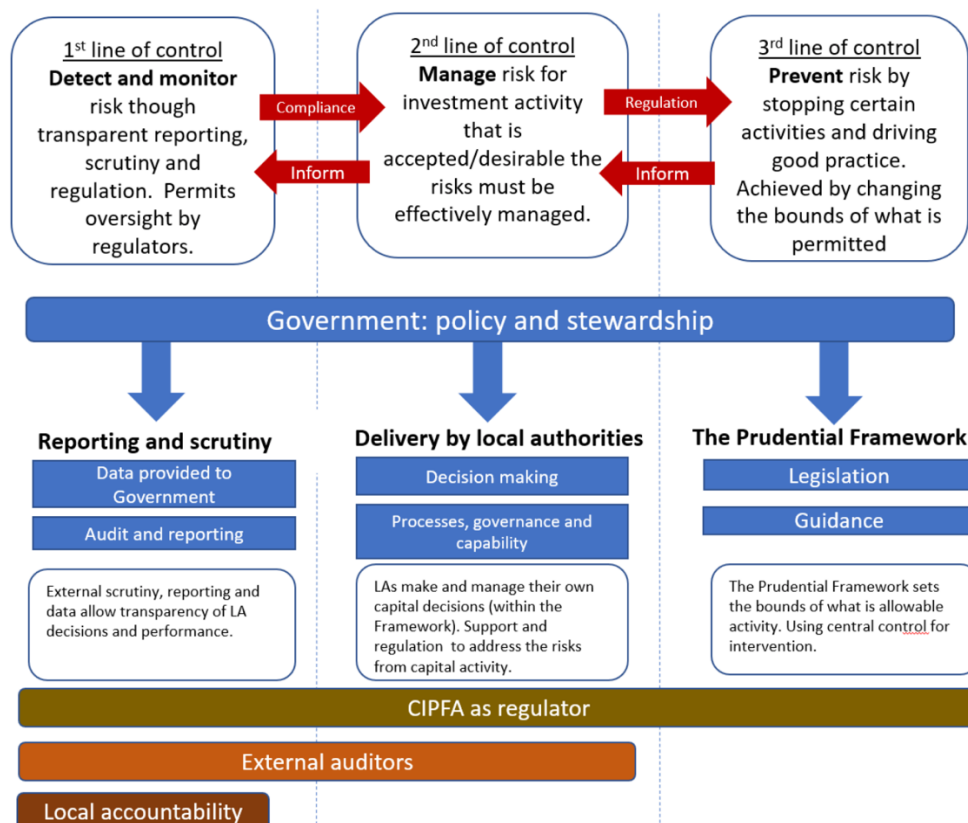 1st line of control
Detect and monitor
risk though
transparent reporting,
scrutiny and
regulation. Permits
oversight by
regulators.
Compliance
Inform
2nd line of control
Manage risk for
investment activity
that is
accepted/desirable the
risks must be
effectively managed.
Regulation
Inform
3rd line of control
Prevent risk by
stopping certain
activities and driving
good practice.
Achieved by changing
the bounds of what is
permitted
Government: policy and stewardship
Reporting and scrutiny
Data provided to
Government
Audit and reporting
External scrutiny, reporting and
data allow transparency of LA
decisions and performance.
Delivery by local authorities
Decision making
Processes, governance and
capability
LAs make and manage their own
capital decisions (within the
Framework). Support and
regulation to address the risks
from capital activity.
The Prudential Framework
Legislation
Guidance
The Prudential Framework sets
the bounds of what is allowable
activity. Using central control for
intervention.
CIPFA as regulator
External auditors
Local accountability